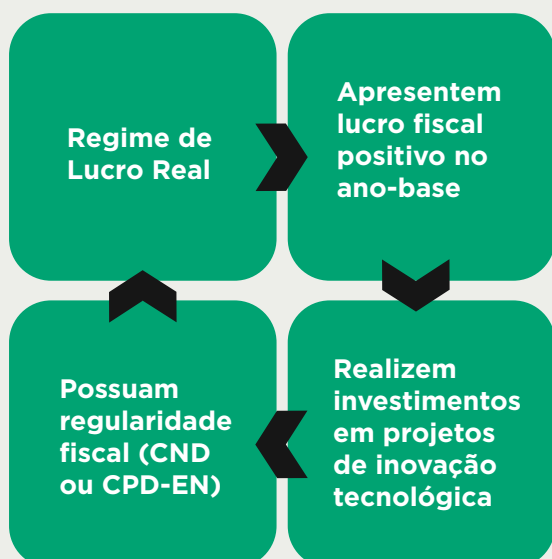 Regime de
Lucro Real
Apresentem
lucro fiscal
positivo no
ano-base
Realizem
investimentos
em projetos
de inovação
tecnológica
Possuam
regularidade
fiscal (CND
ou CPD-EN)